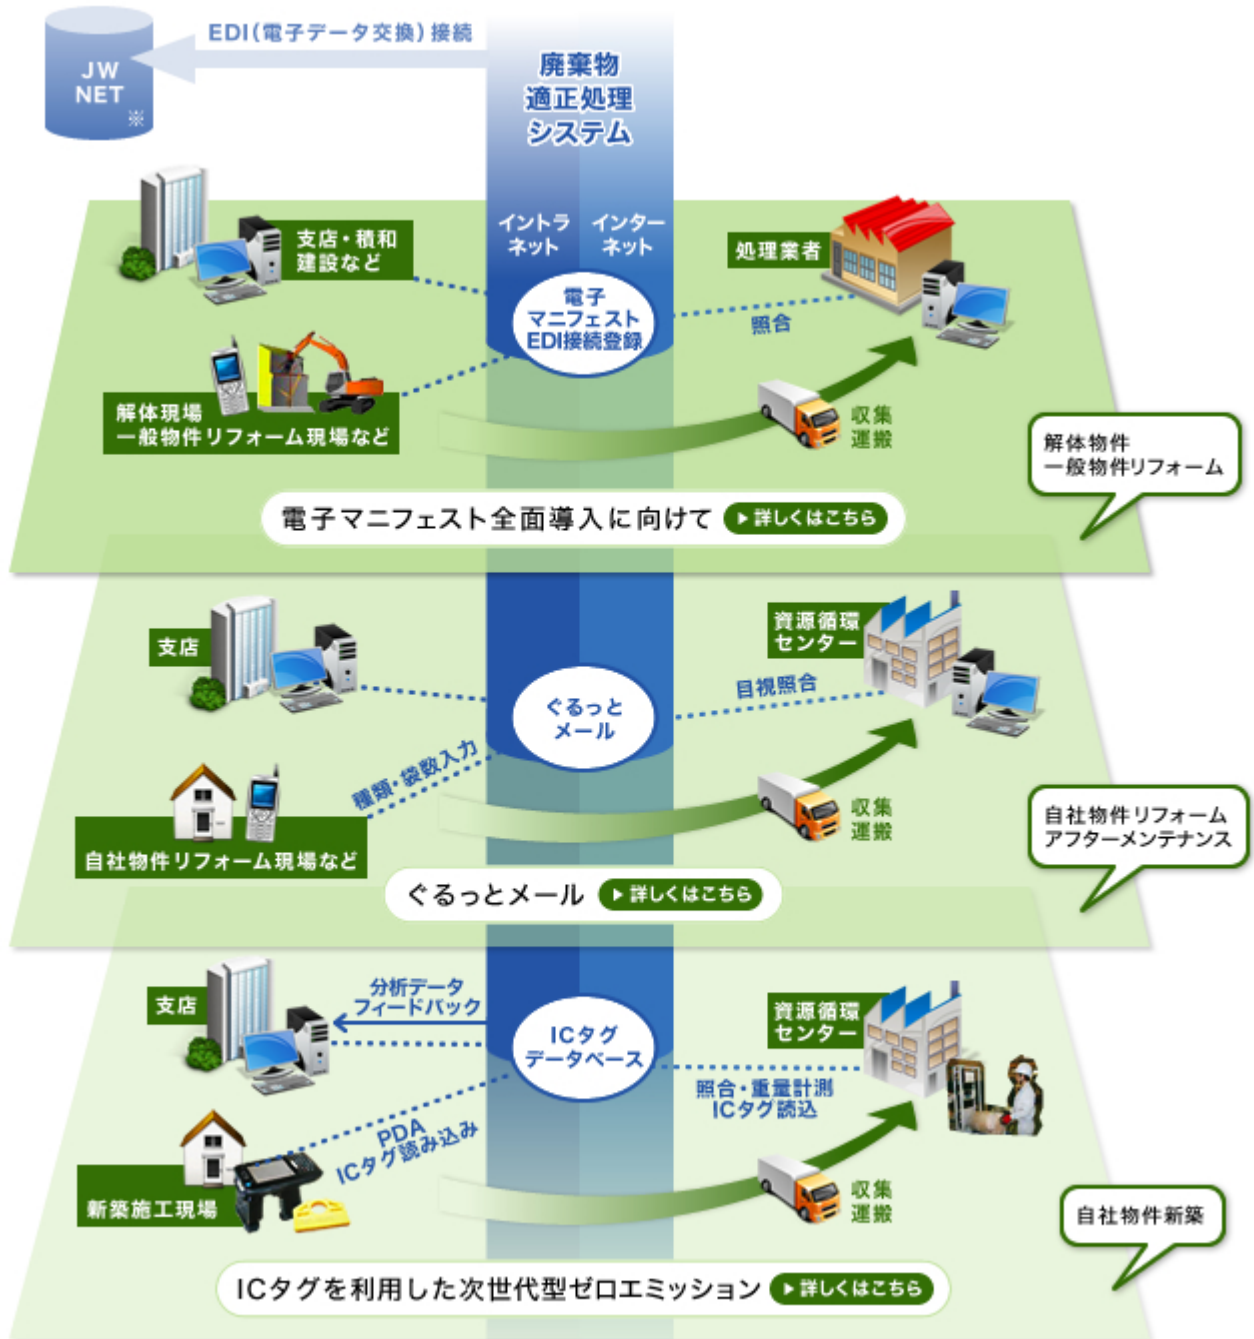 EDI(電子データ交換)接続
JW
NET
※
廃棄物
適正処理
システム
イントラ
ネット
インター
ネット
支店・積和
建設など
処理業者
電子
マニフェスト
EDI接続登録
照合
解体現場
一般物件リフォーム現場など
収集
運搬
解体物件
一般物件リフォーム
電子マニフェスト全面導入に向けて
詳しくはこちら
支店
資源循環
センター
ぐるっと
メール
目視照合
種類・袋数入力
自社物件リフォーム現場など
収集
運搬
自社物件リフォーム
アフターメンテナンス
ぐるっとメール
詳しくはこちら
支店
分析データ
フィードバック
資源循環
センター
ICタグ
データベース
照合・重量計測
ICタグ読込
PDA
ICタグ読み込み
新築施工現場
収集
運搬
自社物件新築
ICタグを利用した次世代型ゼロエミッション
詳しくはこちら